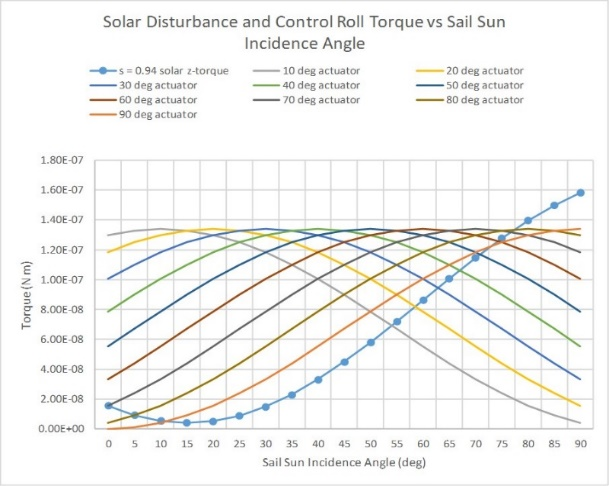 Solar Disturbance and Control Roll Torque vs Sail Sun
Incidence Angle
s = 0.94 solar z-torque 10 deg actuator 20 deg actuator
30 deg actuator 40 deg actuator 50 deg actuator
60 deg actuator 70 deg actuator 80 deg actuator
90 deg actuator
1.80E-07
1.60E-07
1.40E-07
1.20E-07
1.00E-07
8.00E-08
6.00E-08
4.00E-08
2.00E-08
0.00E+00
Torque (N m)
0 5 10 15 20 25 30 35 40 45 50 55 60 65 70 75 80 85 90
Sail Sun Incidence Angle (deg)